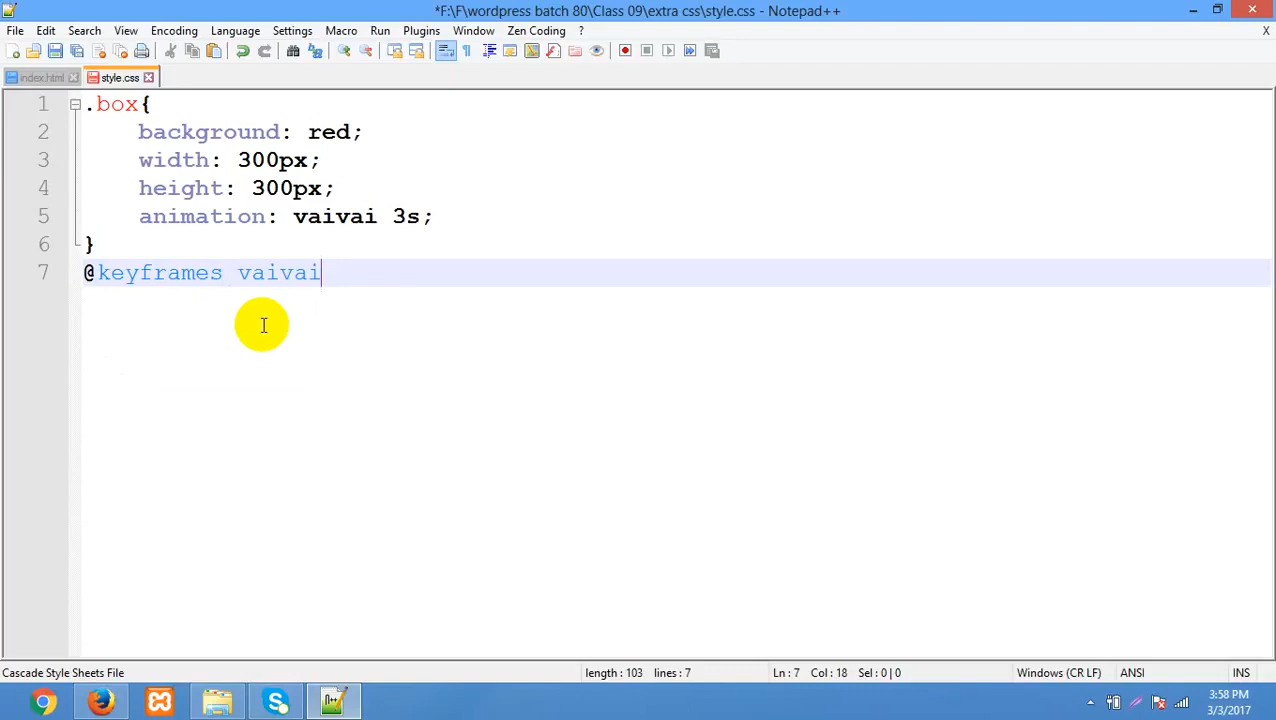 *F:\F\wordpress batch 80\Class 09\extra css\style.css - Notepad++
File Edit Search View Encoding Language Settings Macro Run Plugins Window Zen Coding ? X
index.html style.css
1 .box{
2 background: red;
3 width: 300px;
4 height: 300px;
5 animation: vaivai 3s;
6 }
7 @keyframes vaivai
Cascade Style Sheets File length : 103 lines : 7 Ln : 7 Col : 18 Sel : 0 | 0 Windows (CR LF) ANSI INS
3:58 PM
3/3/2017